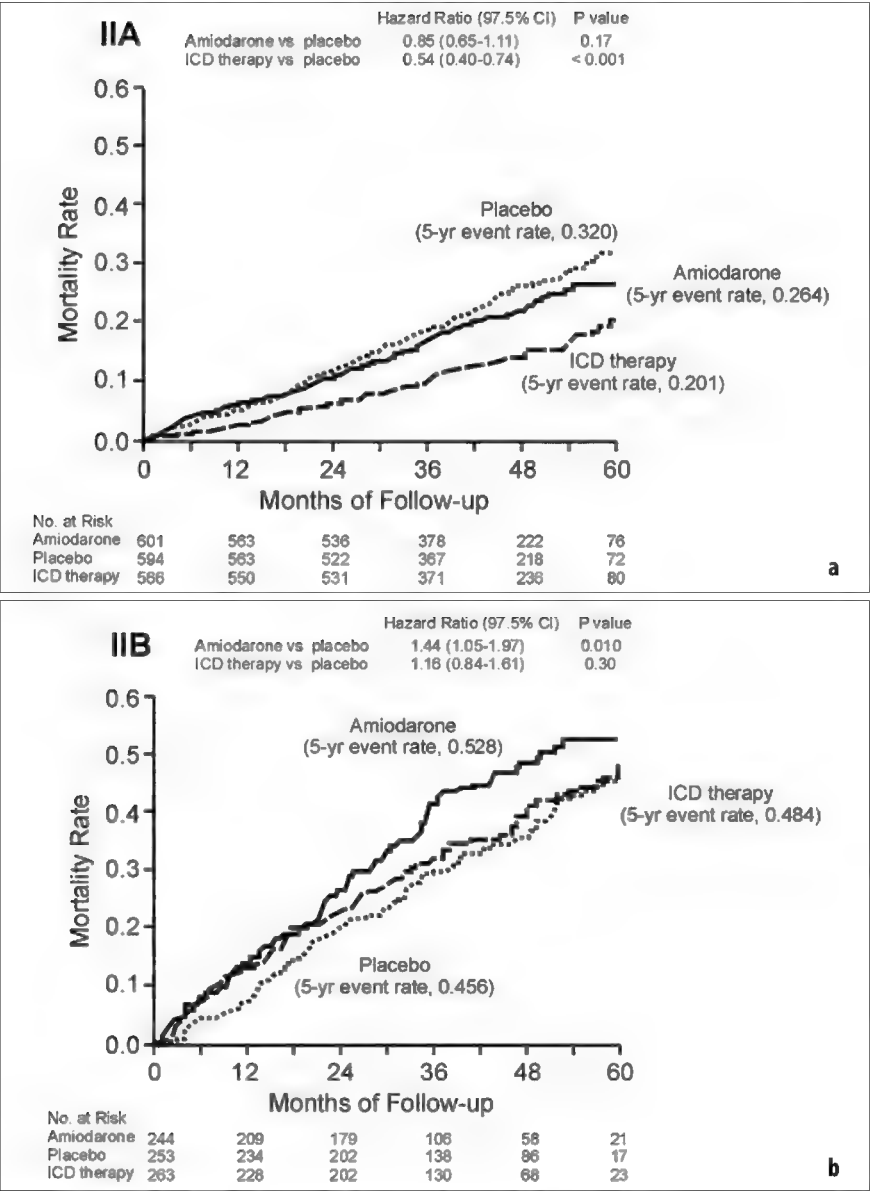 IIA
Hazard Ratio (97.5% CI) P value
Amiodarone vs placebo 0.85 (0.65-1.11) 0.17
ICD therapy vs placebo 0.54 (0.40-0.74) < 0.001
0.6
0.5
0.4
0.3
0.2
0.1
0.0
Mortality Rate
Placebo
(5-yr event rate, 0.320)
Amiodarone
(5-yr event rate, 0.264)
ICD therapy
(5-yr event rate, 0.201)
0 12 24 36 48 60
Months of Follow-up
No. at Risk
Amiodarone 601 563 536 378 222 76
Placebo 594 563 522 367 218 72
ICD therapy 566 550 531 371 236 80
a
IIB
Hazard Ratio (97.5% CI) P value
Amiodarone vs placebo 1.44 (1.05-1.97) 0.010
ICD therapy vs placebo 1.16 (0.84-1.61) 0.30
0.6
0.5
0.4
0.3
0.2
0.1
0.0
Mortality Rate
Amiodarone
(5-yr event rate, 0.528)
ICD therapy
(5-yr event rate, 0.484)
Placebo
(5-yr event rate, 0.456)
0 12 24 36 48 60
Months of Follow-up
No. at Risk
Amiodarone 244 209 179 106 58 21
Placebo 253 234 202 138 86 17
ICD therapy 263 228 202 130 68 23
b